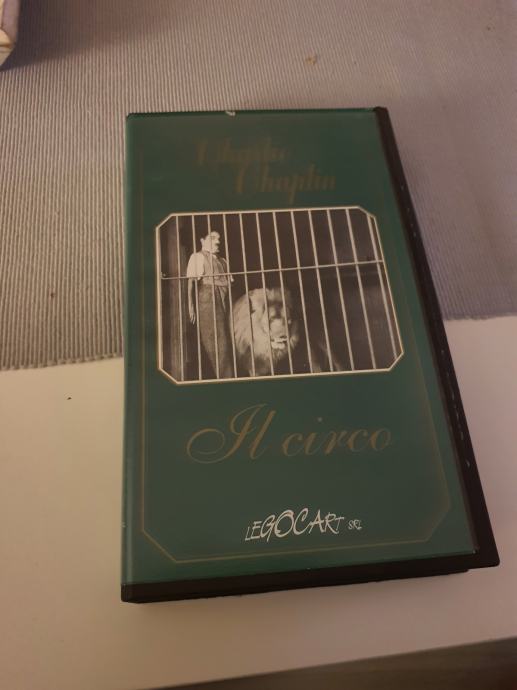 Charlie
Chaplin
Il circo
LEGOCART SRL